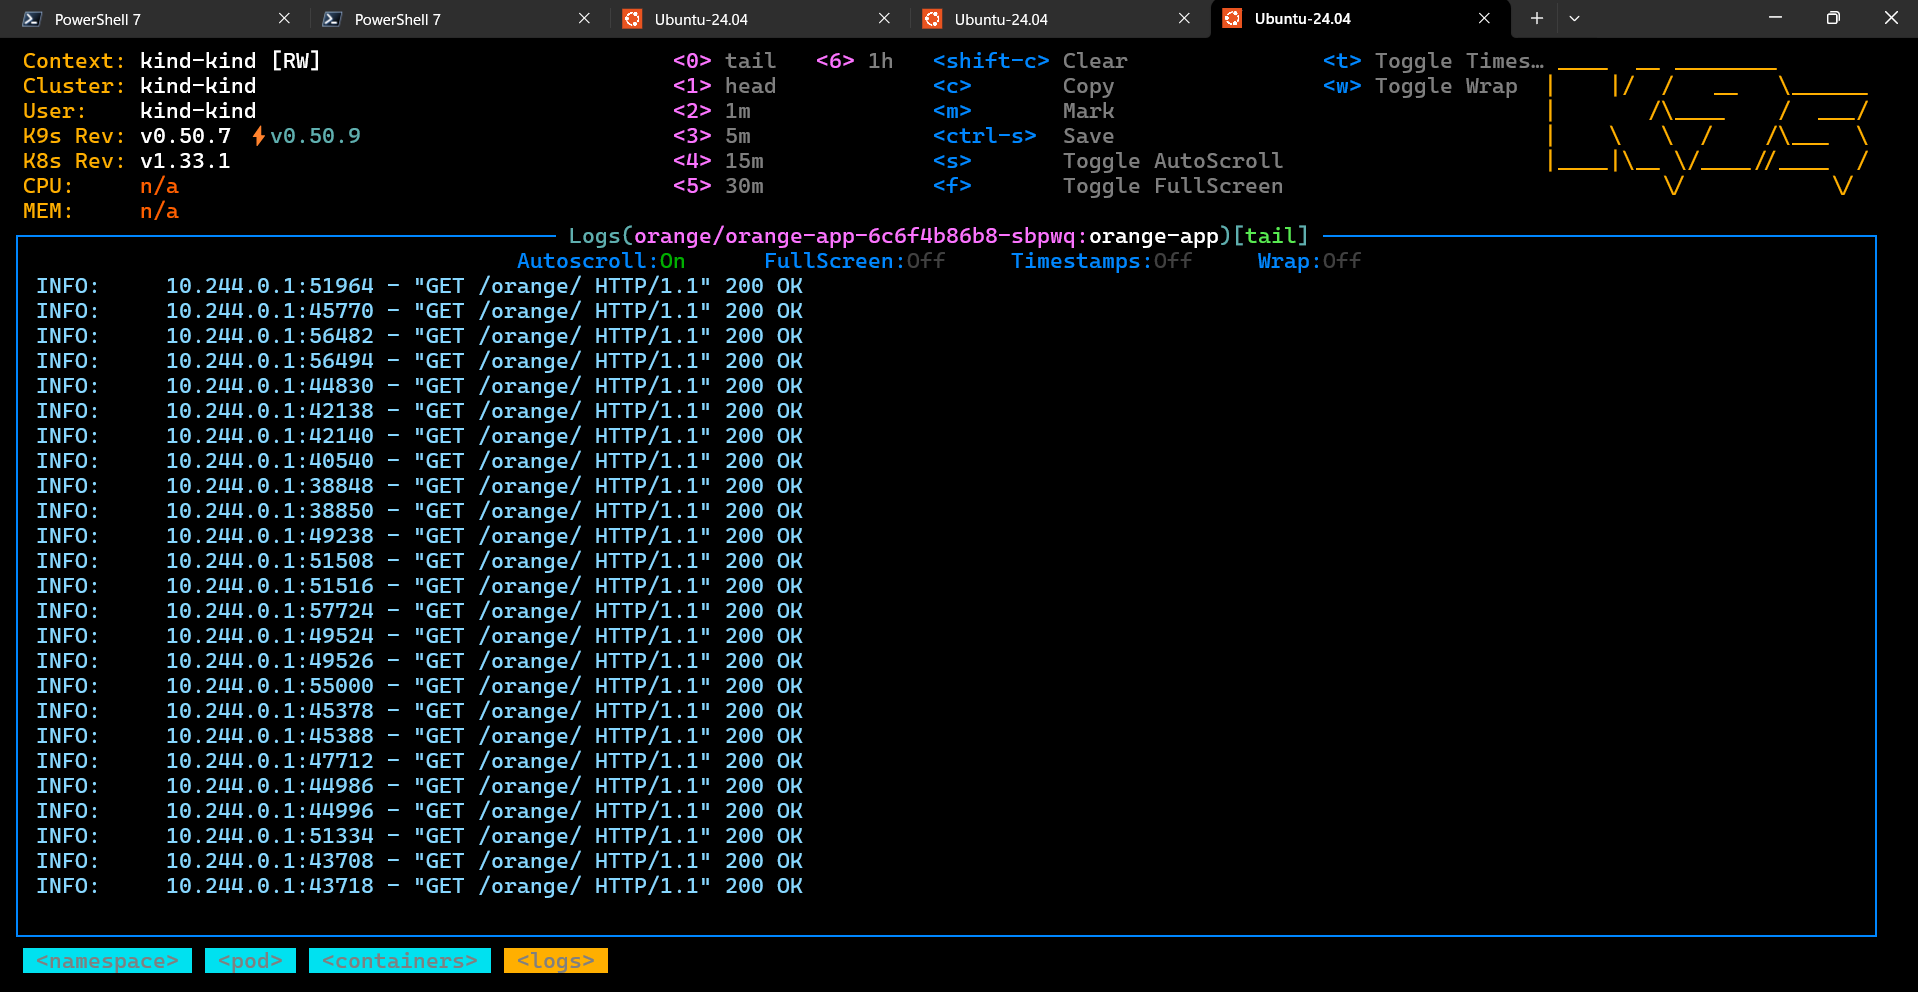 PowerShell 7 PowerShell 7 Ubuntu-24.04 Ubuntu-24.04 Ubuntu-24.04
Context: kind-kind [RW] <0> tail <6> 1h <shift-c> Clear <t> Toggle Times…
Cluster: kind-kind <1> head <c> Copy <w> Toggle Wrap
User: kind-kind <2> 1m <m> Mark
K9s Rev: v0.50.7 ⚡v0.50.9 <3> 5m <ctrl-s> Save
K8s Rev: v1.33.1 <4> 15m <s> Toggle AutoScroll
CPU: n/a <5> 30m <f> Toggle FullScreen
MEM: n/a
Logs(orange/orange-app-6c6f4b86b8-sbpwq:orange-app)[tail]
Autoscroll:On FullScreen:Off Timestamps:Off Wrap:Off
INFO: 10.244.0.1:51964 - "GET /orange/ HTTP/1.1" 200 OK
INFO: 10.244.0.1:45770 - "GET /orange/ HTTP/1.1" 200 OK
INFO: 10.244.0.1:56482 - "GET /orange/ HTTP/1.1" 200 OK
INFO: 10.244.0.1:56494 - "GET /orange/ HTTP/1.1" 200 OK
INFO: 10.244.0.1:44830 - "GET /orange/ HTTP/1.1" 200 OK
INFO: 10.244.0.1:42138 - "GET /orange/ HTTP/1.1" 200 OK
INFO: 10.244.0.1:42140 - "GET /orange/ HTTP/1.1" 200 OK
INFO: 10.244.0.1:40540 - "GET /orange/ HTTP/1.1" 200 OK
INFO: 10.244.0.1:38848 - "GET /orange/ HTTP/1.1" 200 OK
INFO: 10.244.0.1:38850 - "GET /orange/ HTTP/1.1" 200 OK
INFO: 10.244.0.1:49238 - "GET /orange/ HTTP/1.1" 200 OK
INFO: 10.244.0.1:51508 - "GET /orange/ HTTP/1.1" 200 OK
INFO: 10.244.0.1:51516 - "GET /orange/ HTTP/1.1" 200 OK
INFO: 10.244.0.1:57724 - "GET /orange/ HTTP/1.1" 200 OK
INFO: 10.244.0.1:49524 - "GET /orange/ HTTP/1.1" 200 OK
INFO: 10.244.0.1:49526 - "GET /orange/ HTTP/1.1" 200 OK
INFO: 10.244.0.1:55000 - "GET /orange/ HTTP/1.1" 200 OK
INFO: 10.244.0.1:45378 - "GET /orange/ HTTP/1.1" 200 OK
INFO: 10.244.0.1:45388 - "GET /orange/ HTTP/1.1" 200 OK
INFO: 10.244.0.1:47712 - "GET /orange/ HTTP/1.1" 200 OK
INFO: 10.244.0.1:44986 - "GET /orange/ HTTP/1.1" 200 OK
INFO: 10.244.0.1:44996 - "GET /orange/ HTTP/1.1" 200 OK
INFO: 10.244.0.1:51334 - "GET /orange/ HTTP/1.1" 200 OK
INFO: 10.244.0.1:43708 - "GET /orange/ HTTP/1.1" 200 OK
INFO: 10.244.0.1:43718 - "GET /orange/ HTTP/1.1" 200 OK
<namespace> <pod> <containers> <logs>